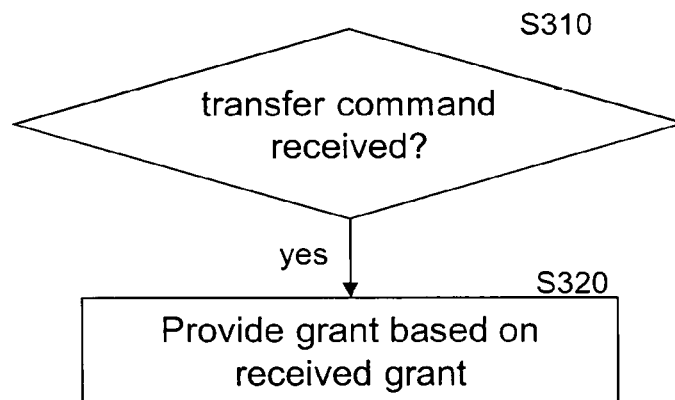 S310
transfer command
received?
yes
S320
Provide grant based on
received grant